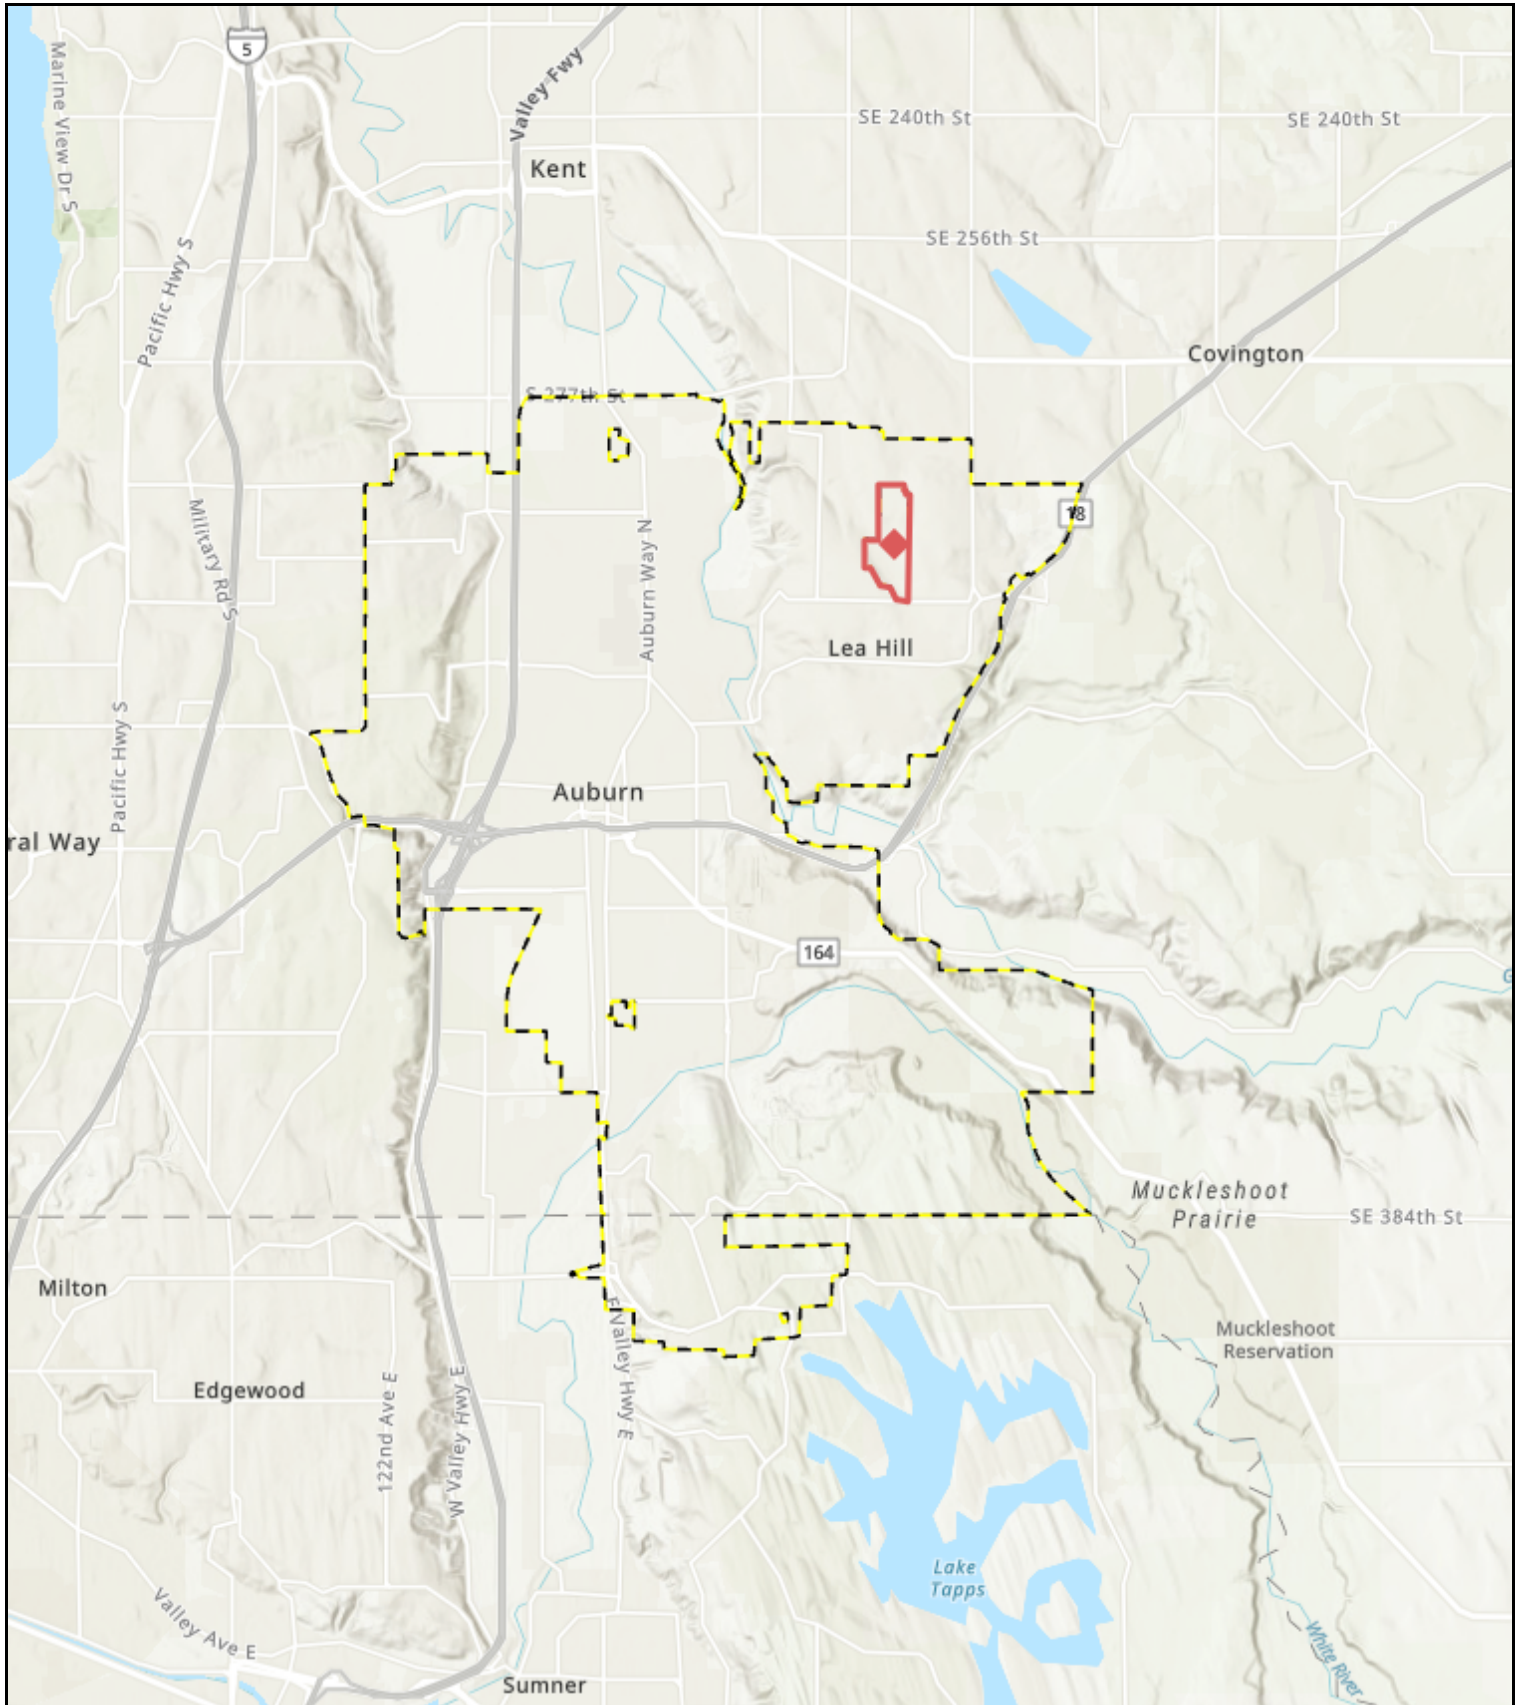 5
Marine View Dr S
Valley Fwy
SE 240th St
SE 240th St
Kent
SE 256th St
Pacific Hwy S
Covington
S 277th St
18
Military Rd S
Auburn Way N
Lea Hill
Pacific Hwy S
Auburn
ral Way
164
G
Muckleshoot
Prairie
SE 384th St
Milton
E Valley Hwy E
Muckleshoot
Reservation
Edgewood
122nd Ave E
W Valley Hwy E
Lake
Tapps
Valley Ave E
White River
Sumner